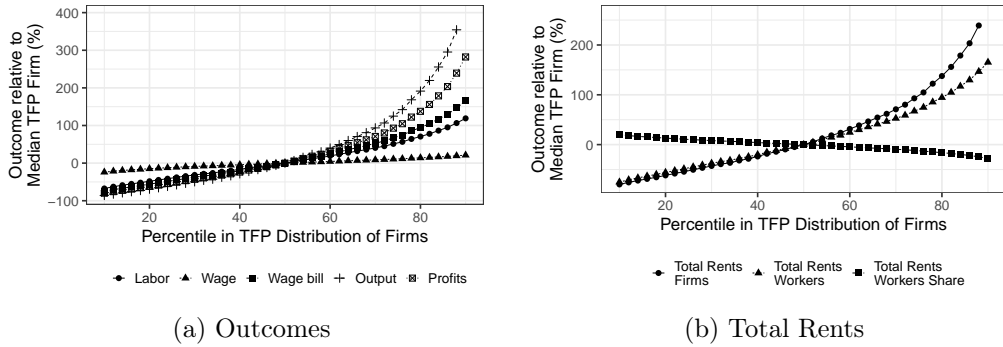 Outcome relative to
Median TFP Firm (%)
400
300
200
100
0
−100
20
40
60
80
Percentile in TFP Distribution of Firms
Labor
Wage
Wage bill
Output
Profits
(a) Outcomes
Outcome relative to
Median TFP Firm (%)
200
100
0
20
40
60
80
Percentile in TFP Distribution of Firms
Total Rents
Firms
Total Rents
Workers
Total Rents
Workers Share
(b) Total Rents